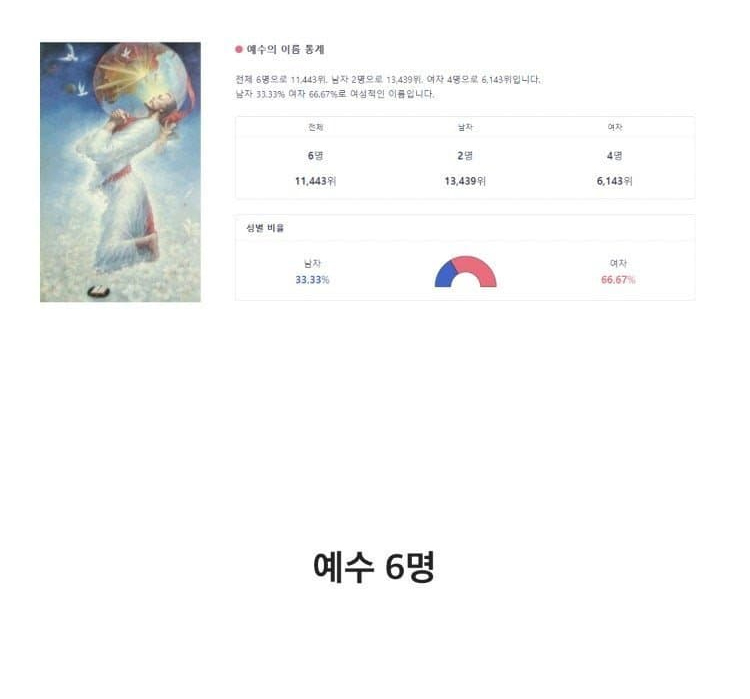 예수의 이름 통계
전체 6명으로 11,443위, 남자 2명으로 13,439위, 여자 4명으로 6,143위입니다.
남자 33.33% 여자 66.67%로 여성적인 이름입니다.
전체 남자 여자
6명 2명 4명
11,443위 13,439위 6,143위
성별 비율
남자 여자
33.33% 66.67%
예수 6명